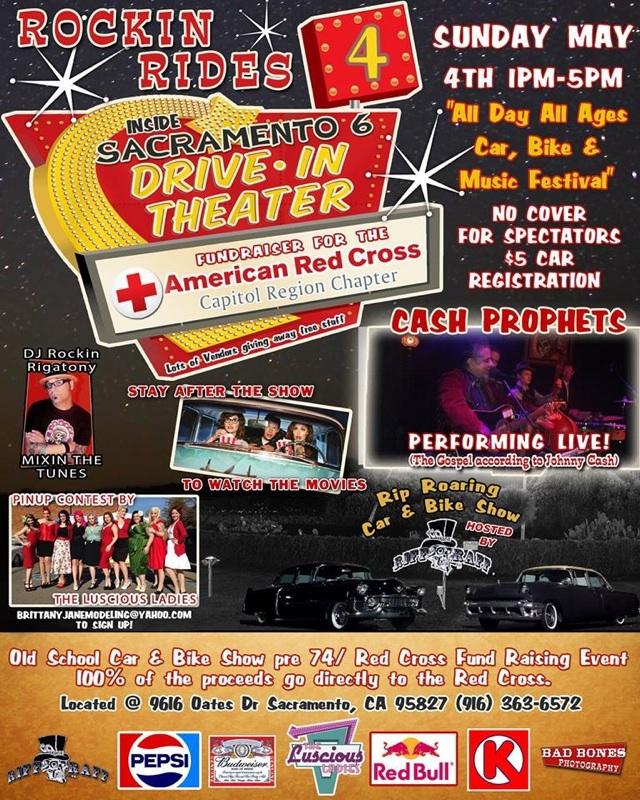 ROCKIN
RIDES
4
INSIDE
SACRAMENTO 6
DRIVE-IN
THEATER
FUNDRAISER FOR THE
American Red Cross
Capitol Region Chapter
Lots of Vendors giving away free stuff
SUNDAY MAY
4TH 1PM-5PM
"All Day All Ages
Car, Bike &
Music Festival"
NO COVER
FOR SPECTATORS
$5 CAR
REGISTRATION
CASH PROPHETS
PERFORMING LIVE!
(The Gospel according to Johnny Cash)
DJ Rockin
Rigatony
MIXIN THE
TUNES
STAY AFTER THE SHOW
TO WATCH THE MOVIES
PINUP CONTEST BY
THE LUSCIOUS LADIES
BRITTANYJANEMODELING@YAHOO.COM
TO SIGN UP!
Rip Roaring
Car & Bike Show
HOSTED
BY
RIFF RAFF
Old School Car & Bike Show pre 74/ Red Cross Fund Raising Event
100% of the proceeds go directly to the Red Cross.
Located @ 9616 Oates Dr Sacramento, CA 95827 (916) 363-6572
RIFF RAFF
PEPSI
Budweiser
THE
Luscious
LADIES
Red Bull
K
BAD BONES
PHOTOGRAPHY